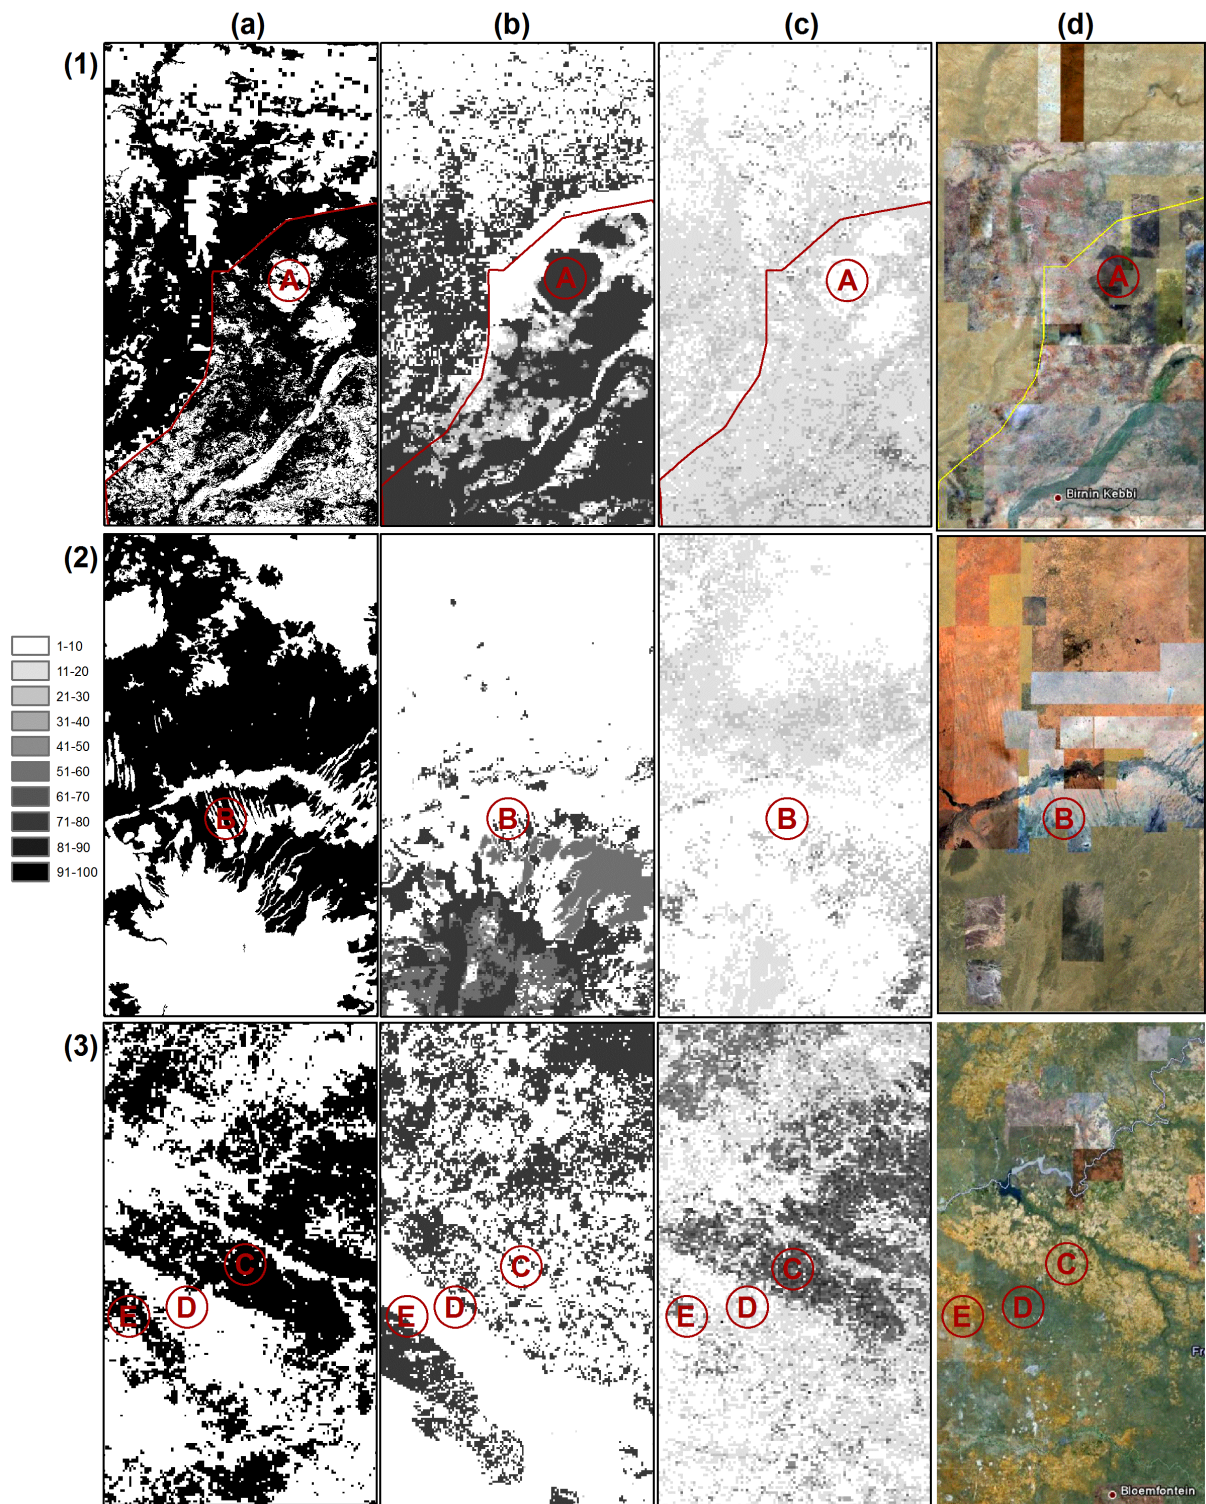 (a) (b) (c) (d)
(1)
A A A A
Birnin Kebbi
(2)
1-10
11-20
21-30
31-40
41-50
51-60
61-70
71-80
81-90
91-100
B B B B
(3)
C C C C
D D D D
E E E E
Fr
Bloemfontein